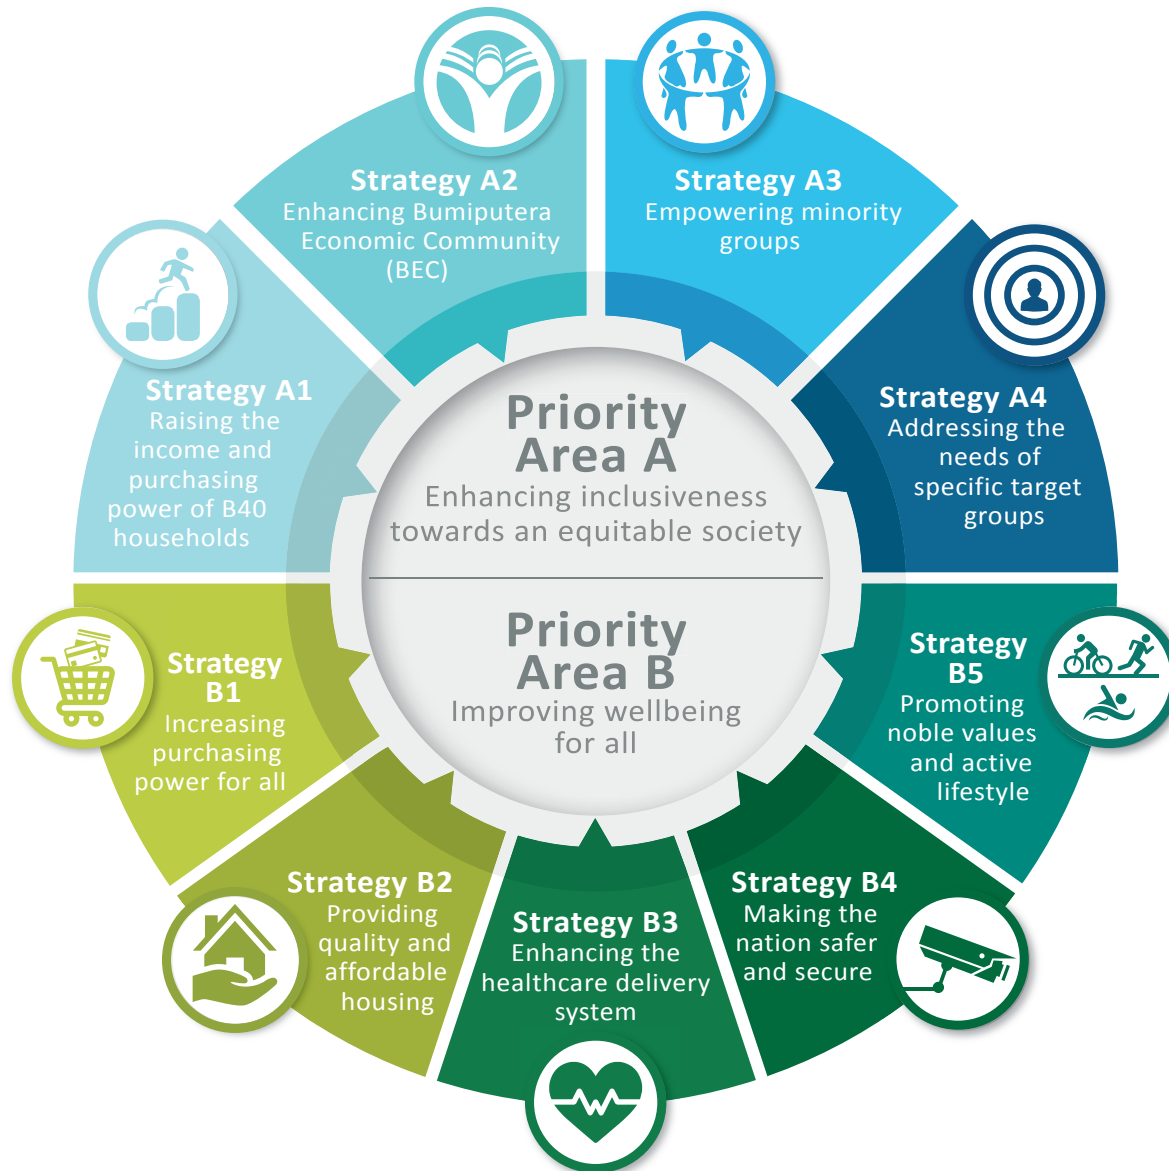 Strategy A1
Raising the
income and
purchasing
power of B40
households
Strategy A2
Enhancing Bumiputera
Economic Community
(BEC)
Strategy A3
Empowering minority
groups
Strategy A4
Addressing the
needs of
specific target
groups
Priority
Area A
Enhancing inclusiveness
towards an equitable society
Priority
Area B
Improving wellbeing
for all
Strategy
B1
Increasing
purchasing
power for all
Strategy B2
Providing
quality and
affordable
housing
Strategy B3
Enhancing the
healthcare delivery
system
Strategy B4
Making the
nation safer
and secure
Strategy
B5
Promoting
noble values
and active
lifestyle